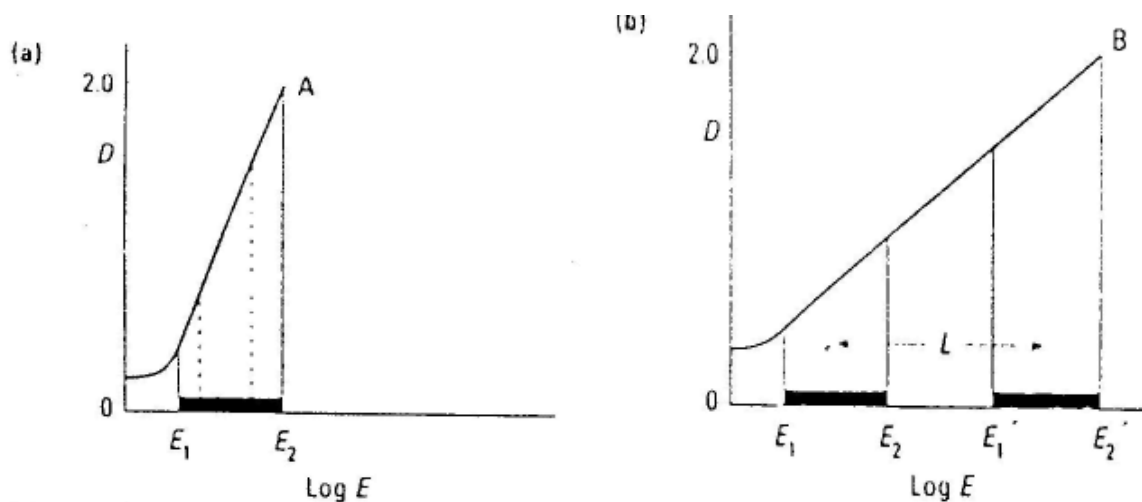 (a)
2.0
A
D
0
E₁ E₂
Log E
(b)
2.0
B
D
L
0
E₁ E₂ E₁′ E₂′
Log E